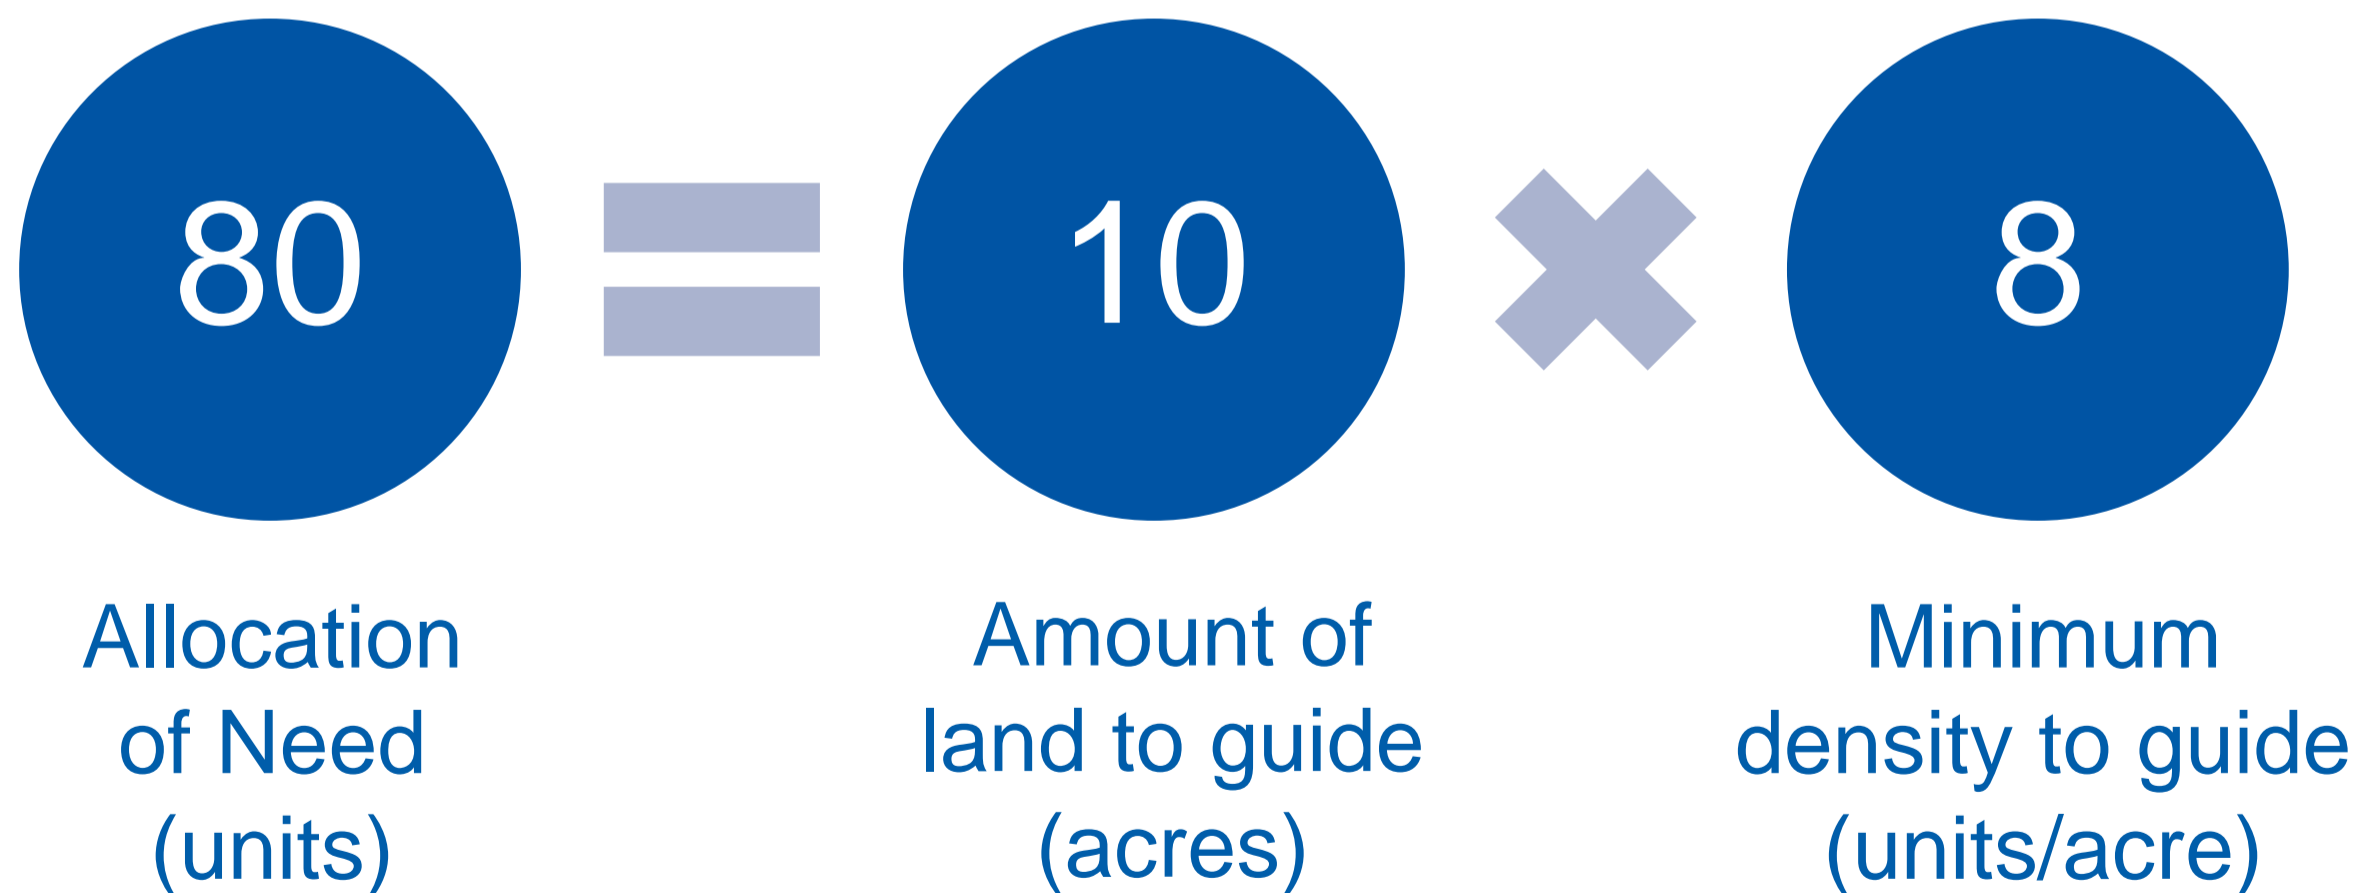 80
10
8
Allocation
of Need
(units)
Amount of
land to guide
(acres)
Minimum
density to guide
(units/acre)